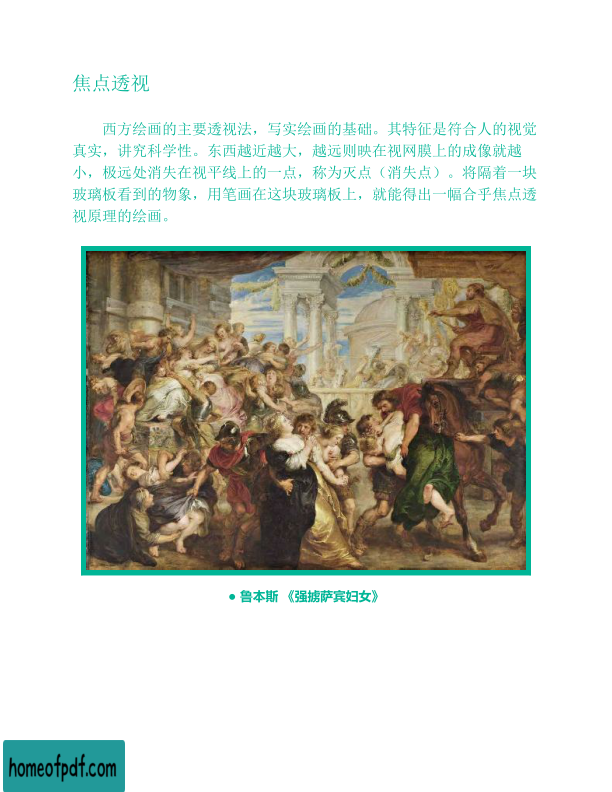 焦点透视
西方绘画的主要透视法，写实绘画的基础。其特征是符合人的视觉
真实，讲究科学性。东西越近越大，越远则映在视网膜上的成像就越
小，极远处消失在视平线上的一点，称为灭点（消失点）。将隔着一块
玻璃板看到的物象，用笔画在这块玻璃板上，就能得出一幅合乎焦点透
视原理的绘画。
● 鲁本斯 《强掳萨宾妇女》
homeofpdf.com